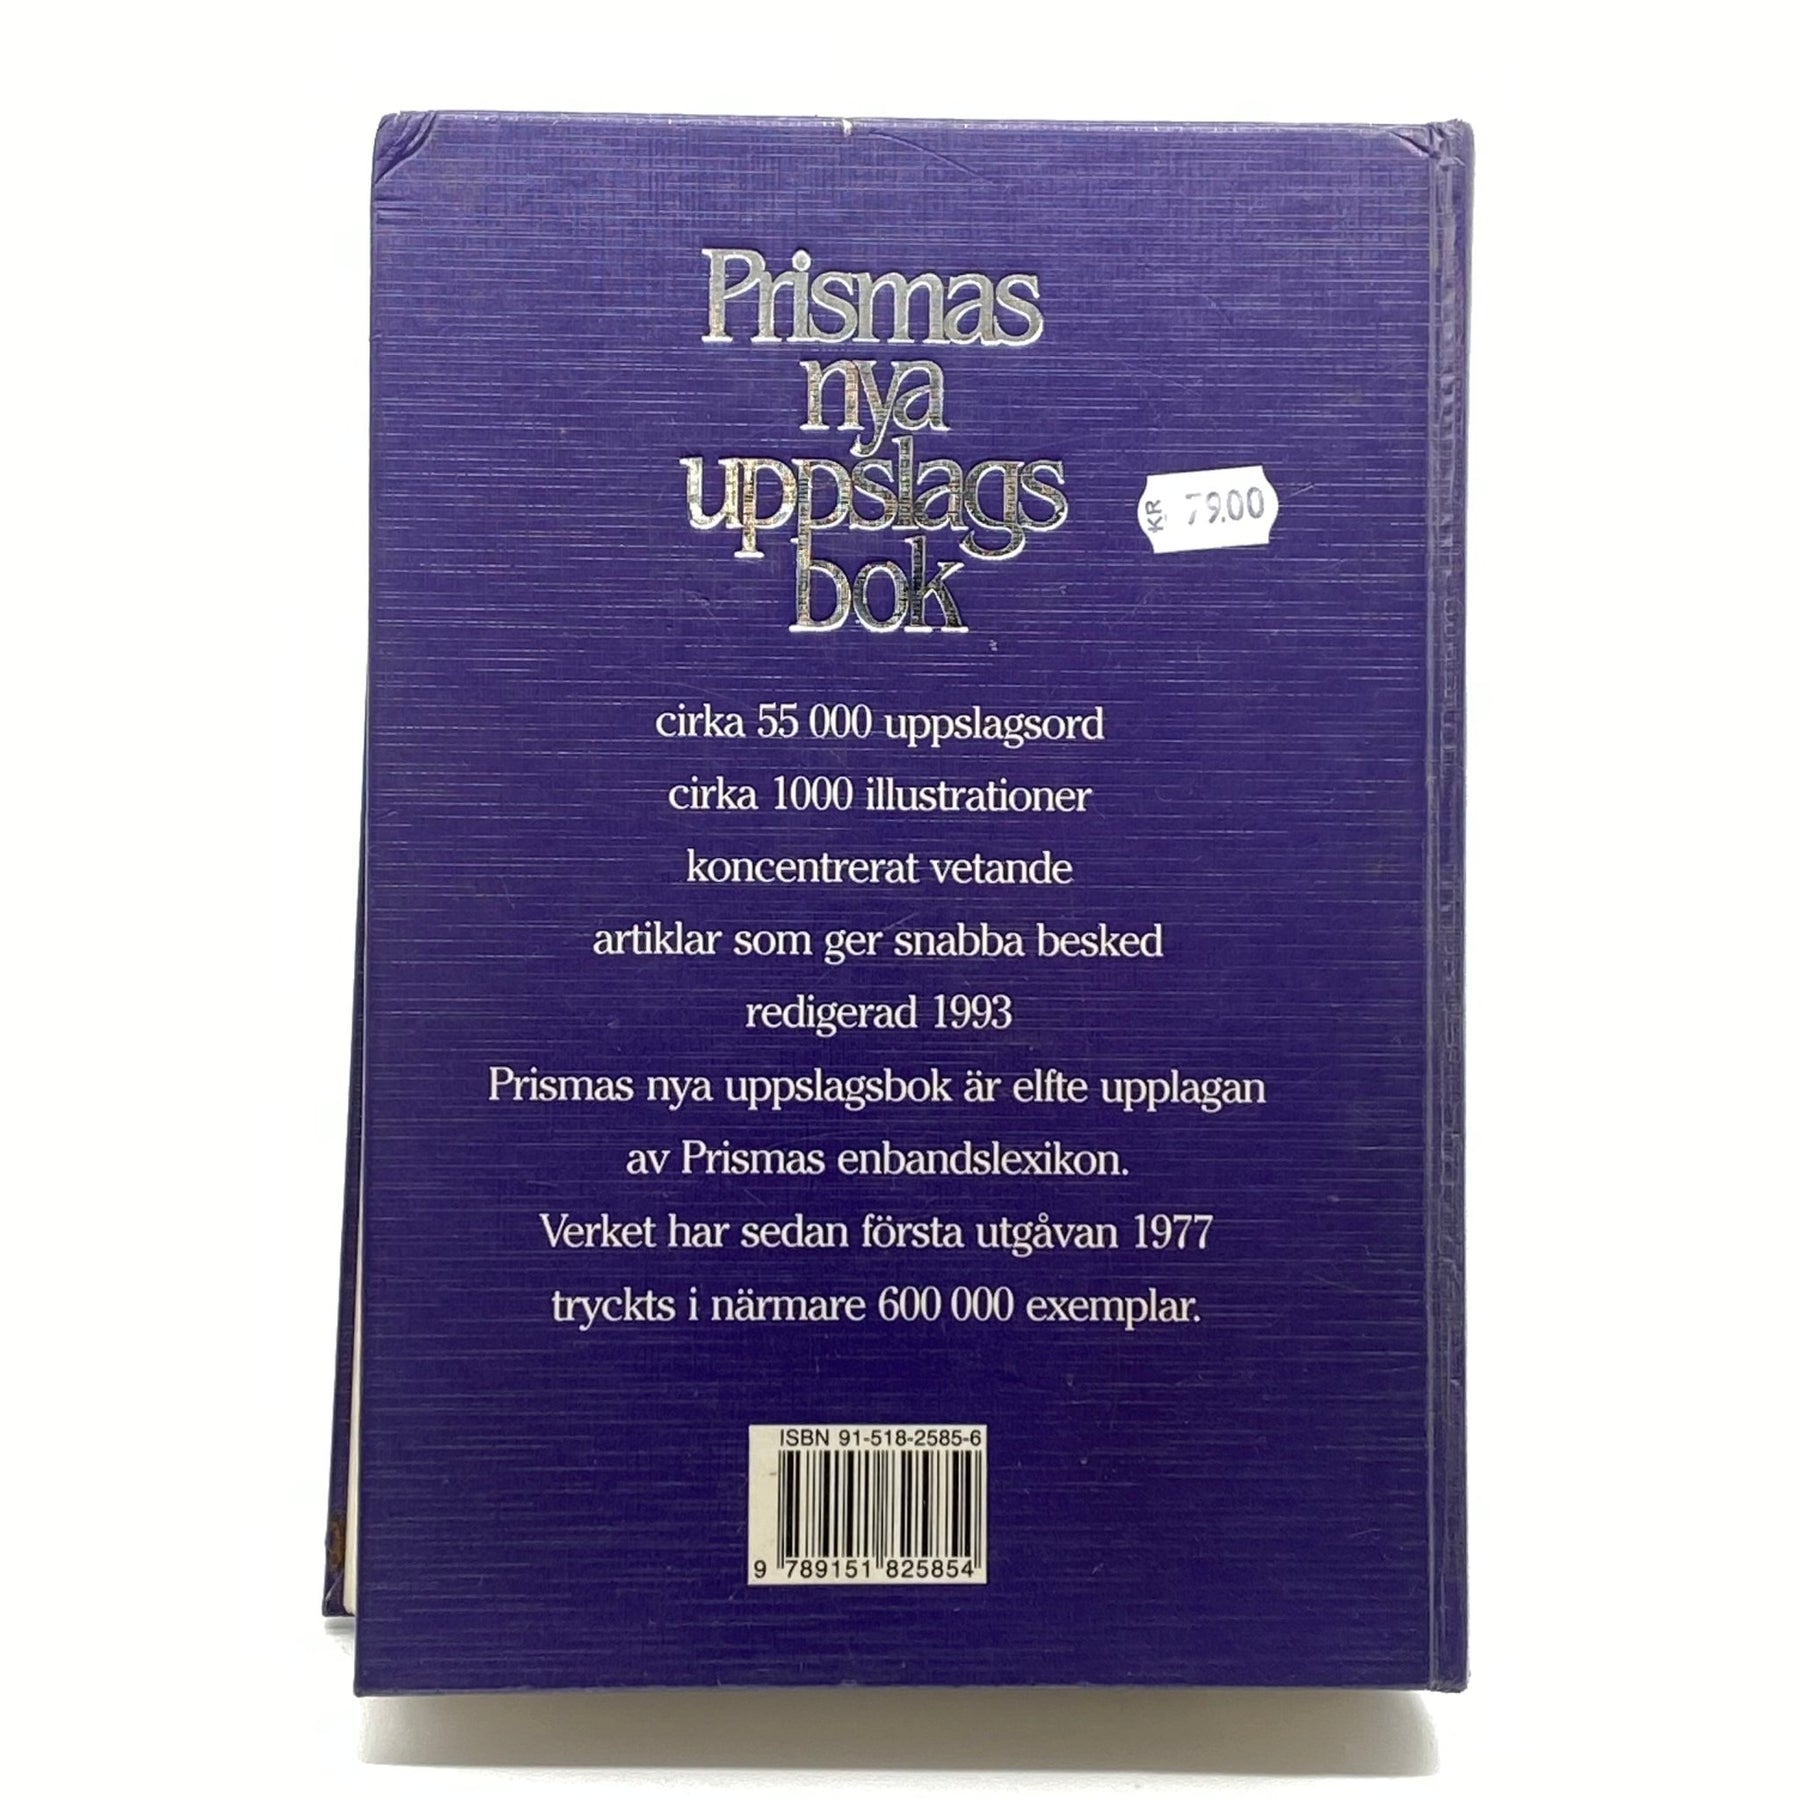 Prismas
nya
uppslags
bok
KR 79.00
cirka 55 000 uppslagsord
cirka 1000 illustrationer
koncentrerat vetande
artiklar som ger snabba besked
redigerad 1993
Prismas nya uppslagsbok är elfte upplagan
av Prismas enbandslexikon.
Verket har sedan första utgåvan 1977
tryckts i närmare 600 000 exemplar.
ISBN 91-518-2585-6
9 789151 825854